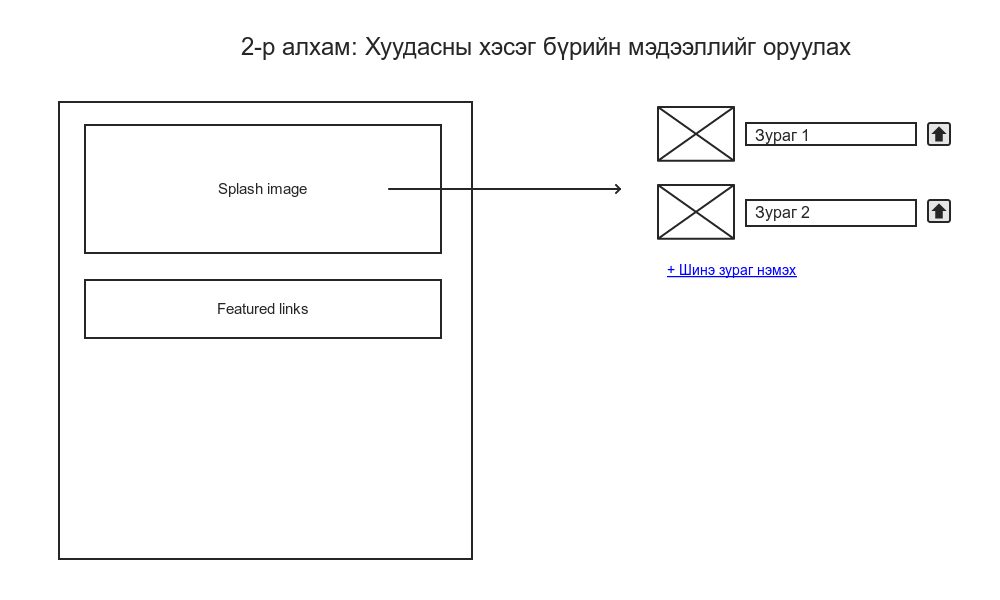 2-р алхам: Хуудасны хэсэг бүрийн мэдээллийг оруулах
Splash image
Featured links
Зураг 1
Зураг 2
+ Шинэ зураг нэмэх